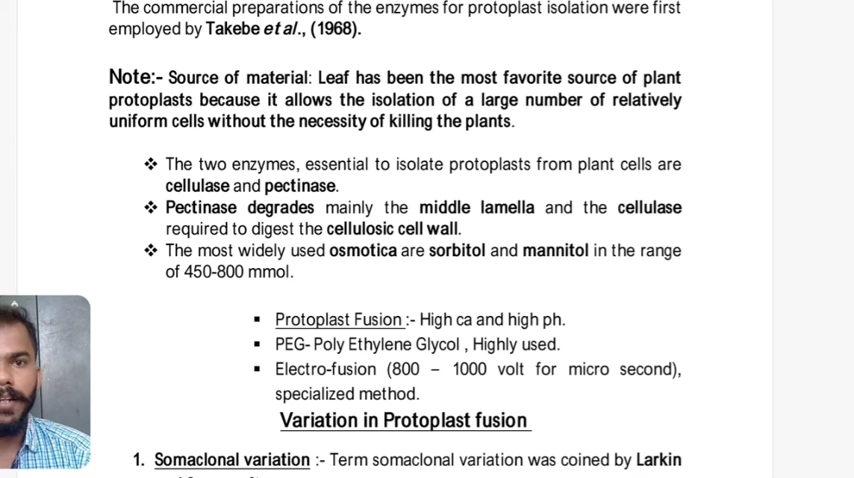 The commercial preparations of the enzymes for protoplast isolation were first
employed by Takebe et al., (1968).
Note:- Source of material: Leaf has been the most favorite source of plant
protoplasts because it allows the isolation of a large number of relatively
uniform cells without the necessity of killing the plants.
❖ The two enzymes, essential to isolate protoplasts from plant cells are
cellulase and pectinase.
❖ Pectinase degrades mainly the middle lamella and the cellulase
required to digest the cellulosic cell wall.
❖ The most widely used osmotica are sorbitol and mannitol in the range
of 450-800 mmol.
▪ Protoplast Fusion :- High ca and high ph.
▪ PEG- Poly Ethylene Glycol , Highly used.
▪ Electro-fusion (800 – 1000 volt for micro second),
specialized method.
Variation in Protoplast fusion
1. Somaclonal variation :- Term somaclonal variation was coined by Larkin